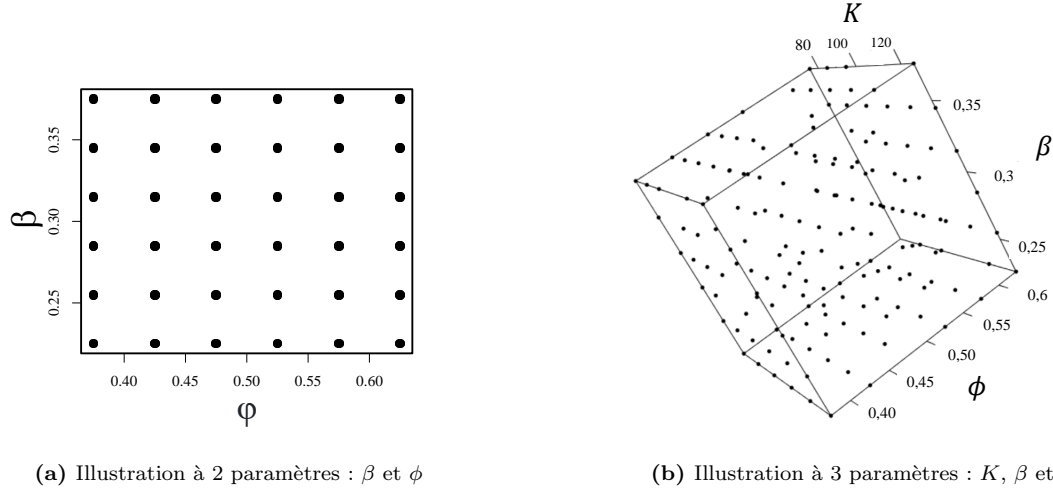 β
0.35
0.30
0.25
0.40 0.45 0.50 0.55 0.60
φ
(a) Illustration à 2 paramètres : β et ϕ
K
80 100 120
0,35
β
0,3
0,25
0,6
0,55
0,50
ϕ
0,45
0,40
(b) Illustration à 3 paramètres : K, β et